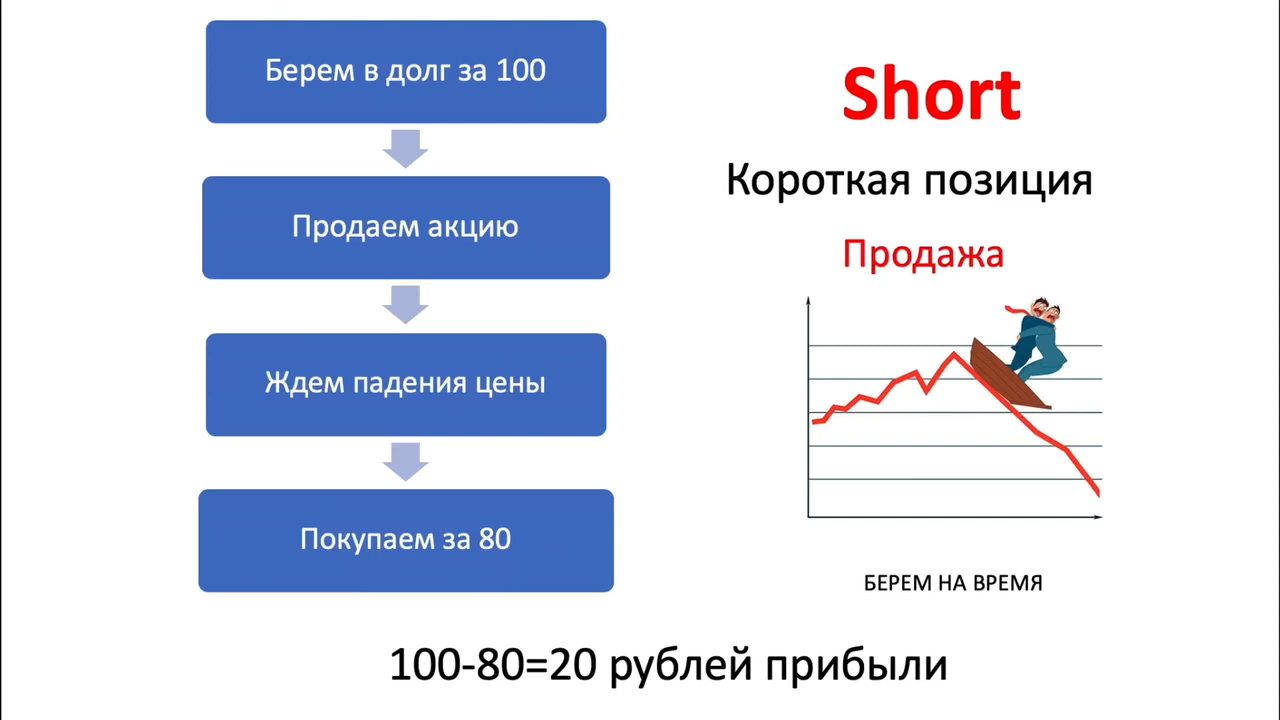 Берем в долг за 100
Продаем акцию
Ждем падения цены
Покупаем за 80
Short
Короткая позиция
Продажа
БЕРЕМ НА ВРЕМЯ
100-80=20 рублей прибыли